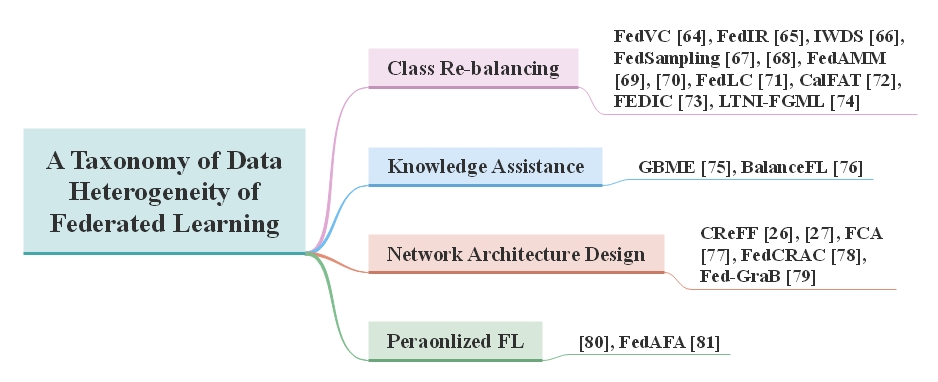 A Taxonomy of Data
Heterogeneity of
Federated Learning
Class Re-balancing
FedVC [64], FedIR [65], IWDS [66],
FedSampling [67], [68], FedAMM
[69], [70], FedLC [71], CalFAT [72],
FEDIC [73], LTNI-FGML [74]
Knowledge Assistance
GBME [75], BalanceFL [76]
Network Architecture Design
CReFF [26], [27], FCA
[77], FedCRAC [78],
Fed-GraB [79]
Peraonlized FL
[80], FedAFA [81]